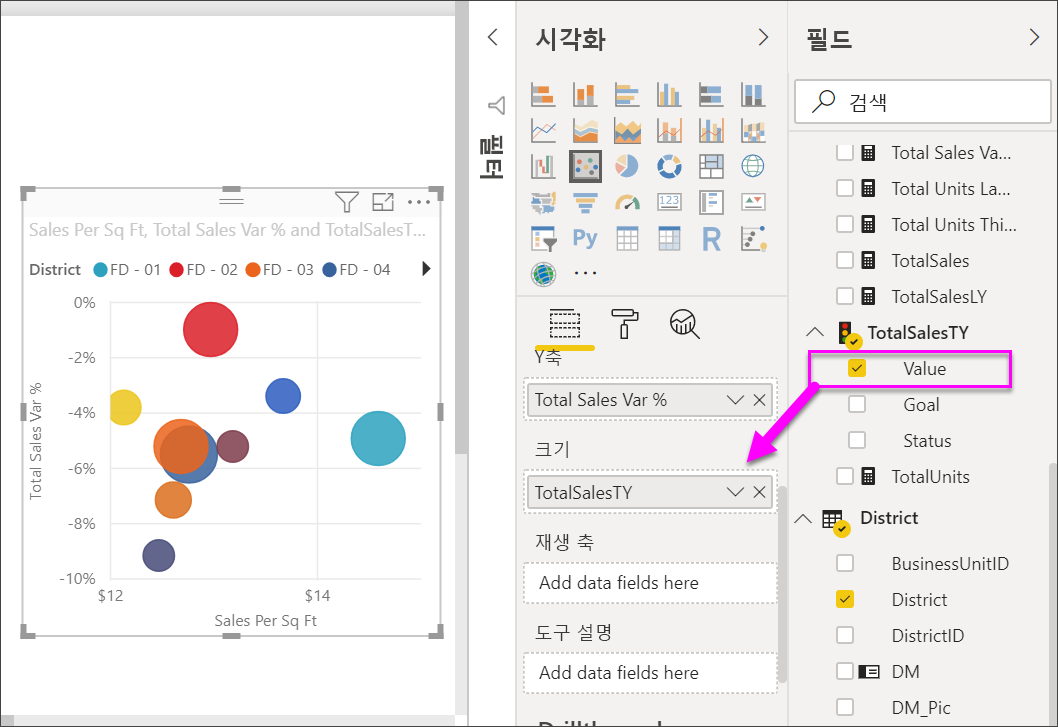 Sales Per Sq Ft, Total Sales Var % and TotalSalesT...
District FD - 01 FD - 02 FD - 03 FD - 04
0%
-2%
-4%
-6%
-8%
-10%
Total Sales Var %
$12 $14
Sales Per Sq Ft
필터
시각화
123
Py
R
Y축
Total Sales Var %
크기
TotalSalesTY
재생 축
Add data fields here
도구 설명
Add data fields here
필드
검색
Total Sales Va...
Total Units La...
Total Units Thi...
TotalSales
TotalSalesLY
TotalSalesTY
Value
Goal
Status
TotalUnits
District
BusinessUnitID
District
DistrictID
DM
DM_Pic